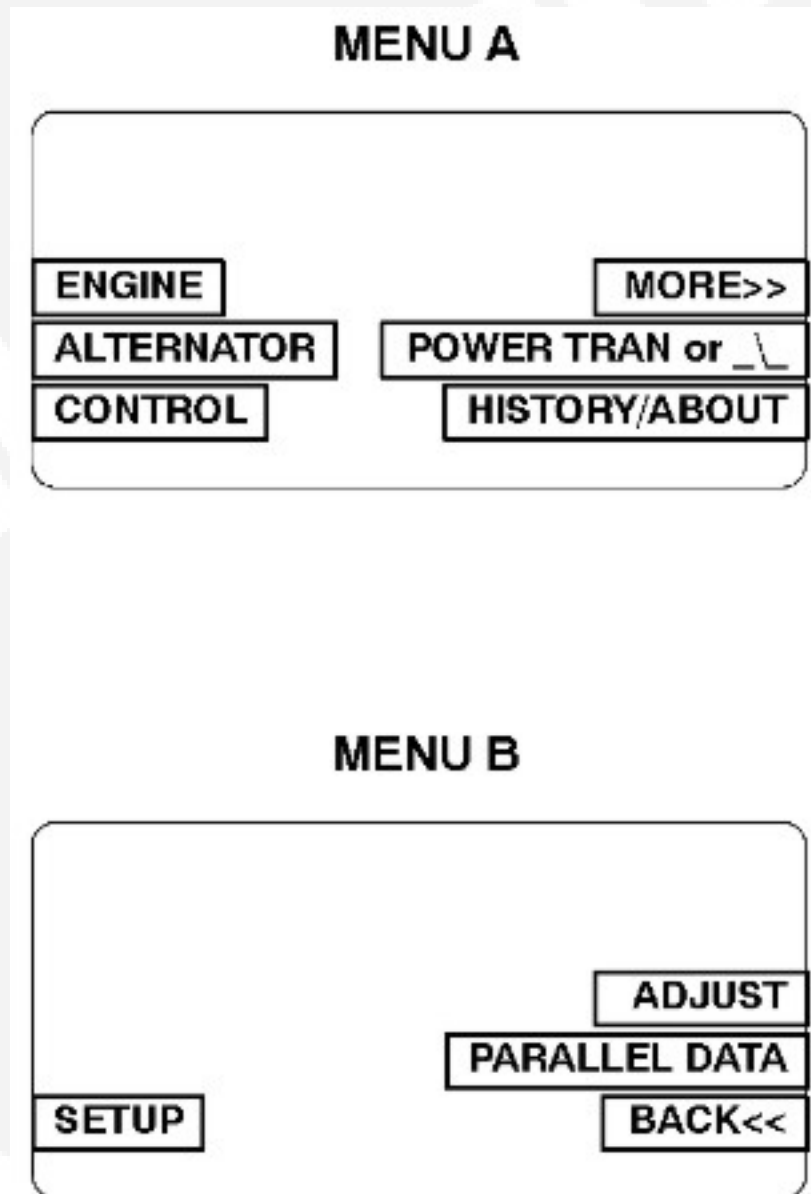 MENU A
ENGINE MORE>>
ALTERNATOR POWER TRAN or _\_
CONTROL HISTORY/ABOUT
MENU B
ADJUST
PARALLEL DATA
SETUP BACK<<